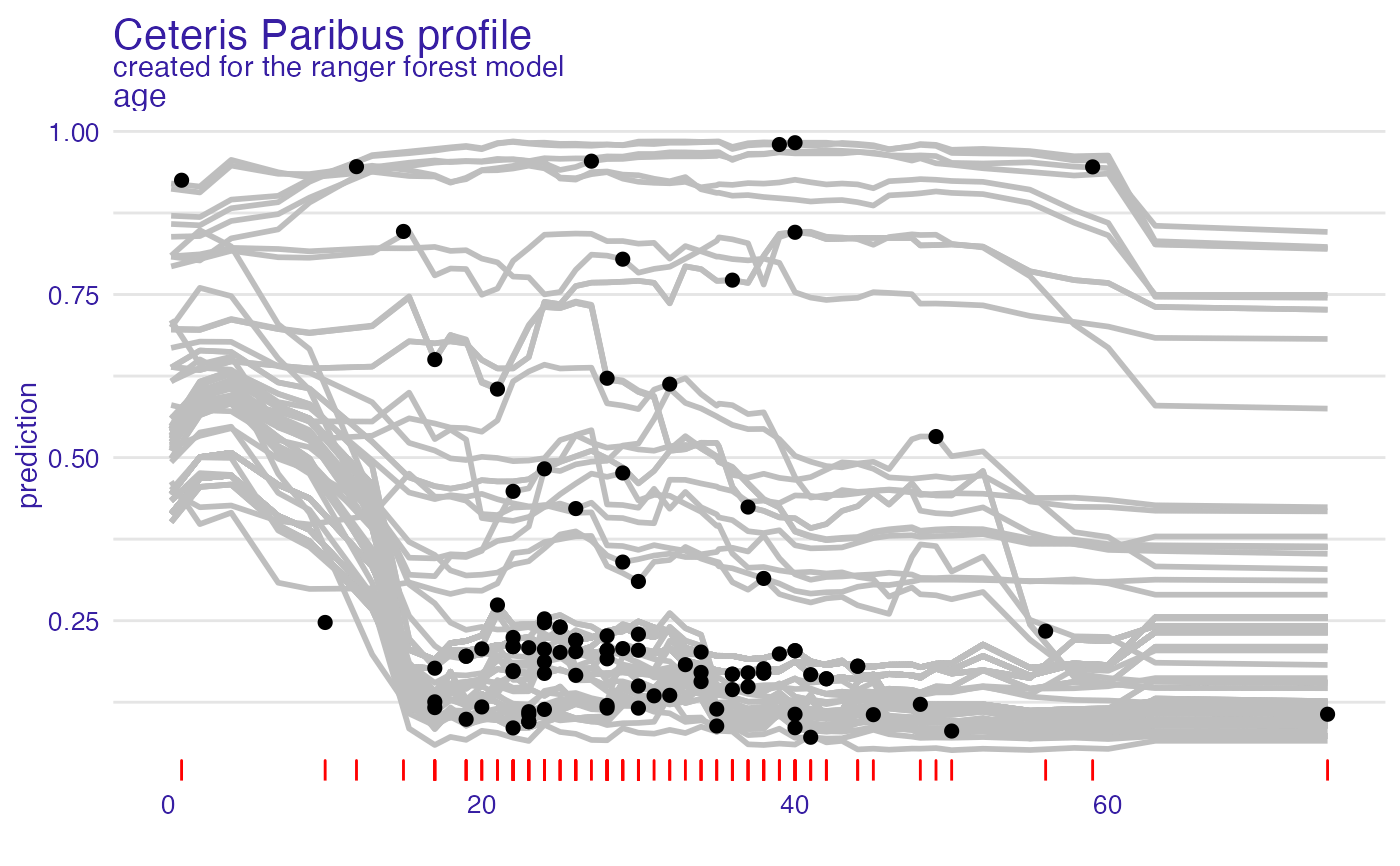 Ceteris Paribus profile
created for the ranger forest model
age
1.00
0.75
0.50
0.25
prediction
0 20 40 60